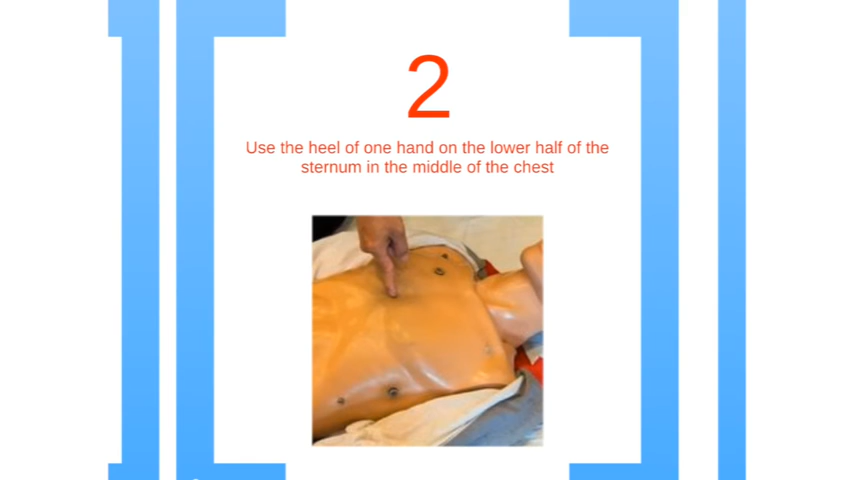 2
Use the heel of one hand on the lower half of the
sternum in the middle of the chest